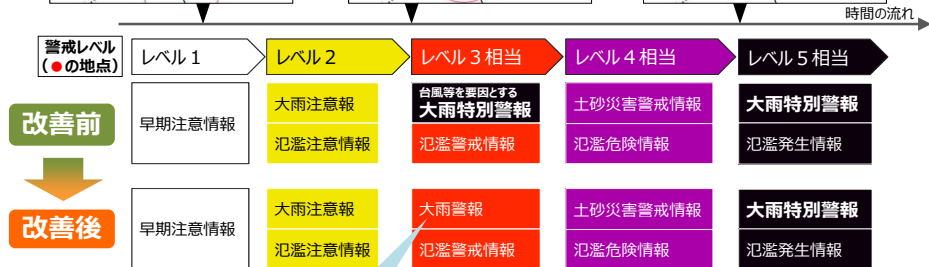 時間の流れ
警戒レベル
(●の地点)
レベル1
レベル2
レベル3相当
レベル4相当
レベル5相当
改善前
早期注意情報
大雨注意報
氾濫注意情報
台風等を要因とする
大雨特別警報
氾濫警戒情報
土砂災害警戒情報
氾濫危険情報
大雨特別警報
氾濫発生情報
改善後
早期注意情報
大雨注意報
氾濫注意情報
大雨警報
氾濫警戒情報
土砂災害警戒情報
氾濫危険情報
大雨特別警報
氾濫発生情報